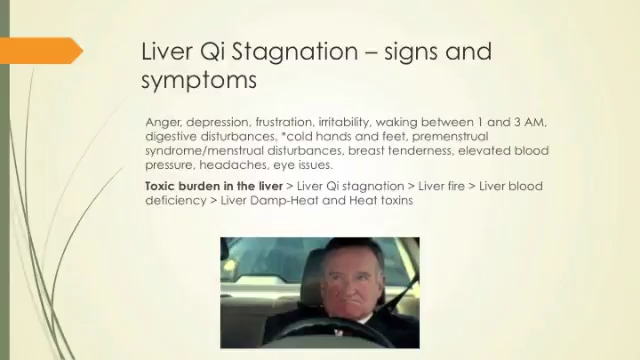 Liver Qi Stagnation – signs and
symptoms
Anger, depression, frustration, irritability, waking between 1 and 3 AM,
digestive disturbances, *cold hands and feet, premenstrual
syndrome/menstrual disturbances, breast tenderness, elevated blood
pressure, headaches, eye issues.
Toxic burden in the liver > Liver Qi stagnation > Liver fire > Liver blood
deficiency > Liver Damp-Heat and Heat toxins